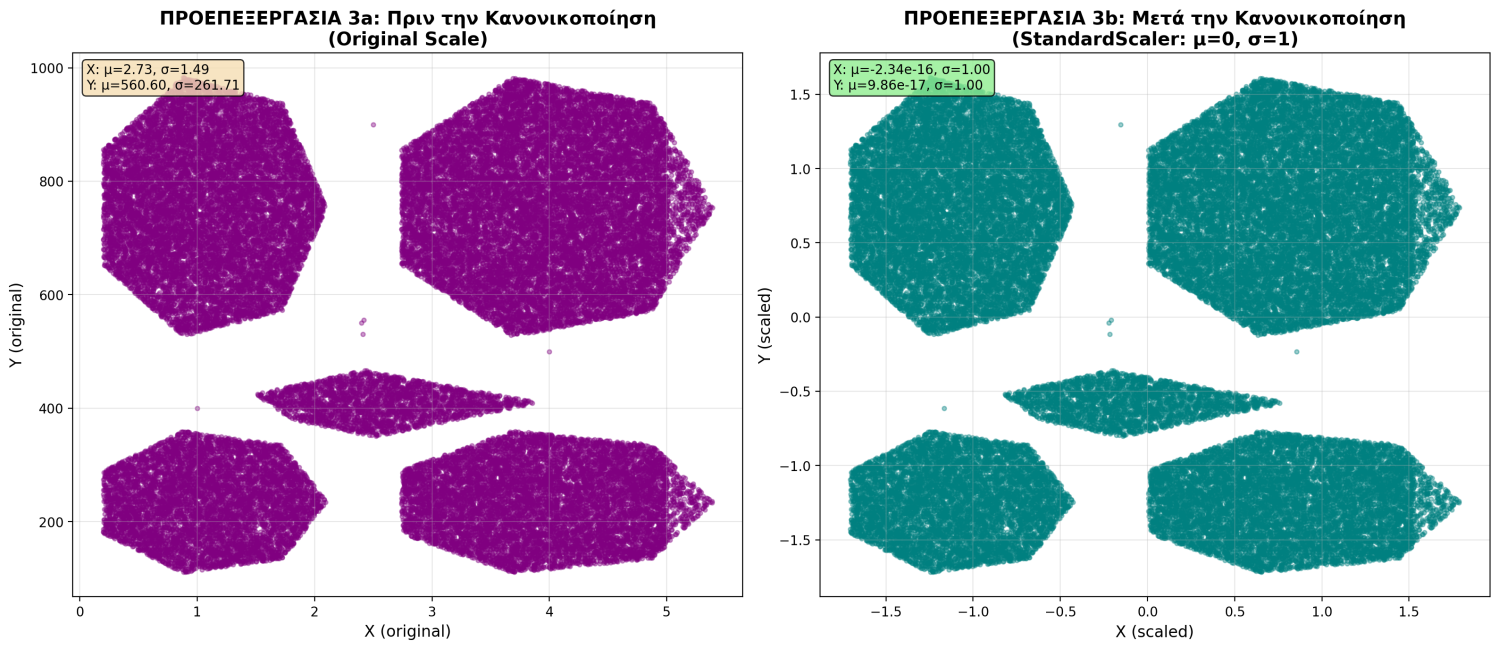 ΠΡΟΕΠΕΞΕΡΓΑΣΙΑ 3a: Πριν την Κανονικοποίηση
(Original Scale)
X: μ=2.73, σ=1.49
Y: μ=560.60, σ=261.71
1000
800
600
400
200
Y (original)
0
1
2
3
4
5
X (original)
ΠΡΟΕΠΕΞΕΡΓΑΣΙΑ 3b: Μετά την Κανονικοποίηση
(StandardScaler: μ=0, σ=1)
X: μ=-2.34e-16, σ=1.00
Y: μ=9.86e-17, σ=1.00
1.5
1.0
0.5
0.0
−0.5
−1.0
−1.5
Y (scaled)
−1.5
−1.0
−0.5
0.0
0.5
1.0
1.5
X (scaled)